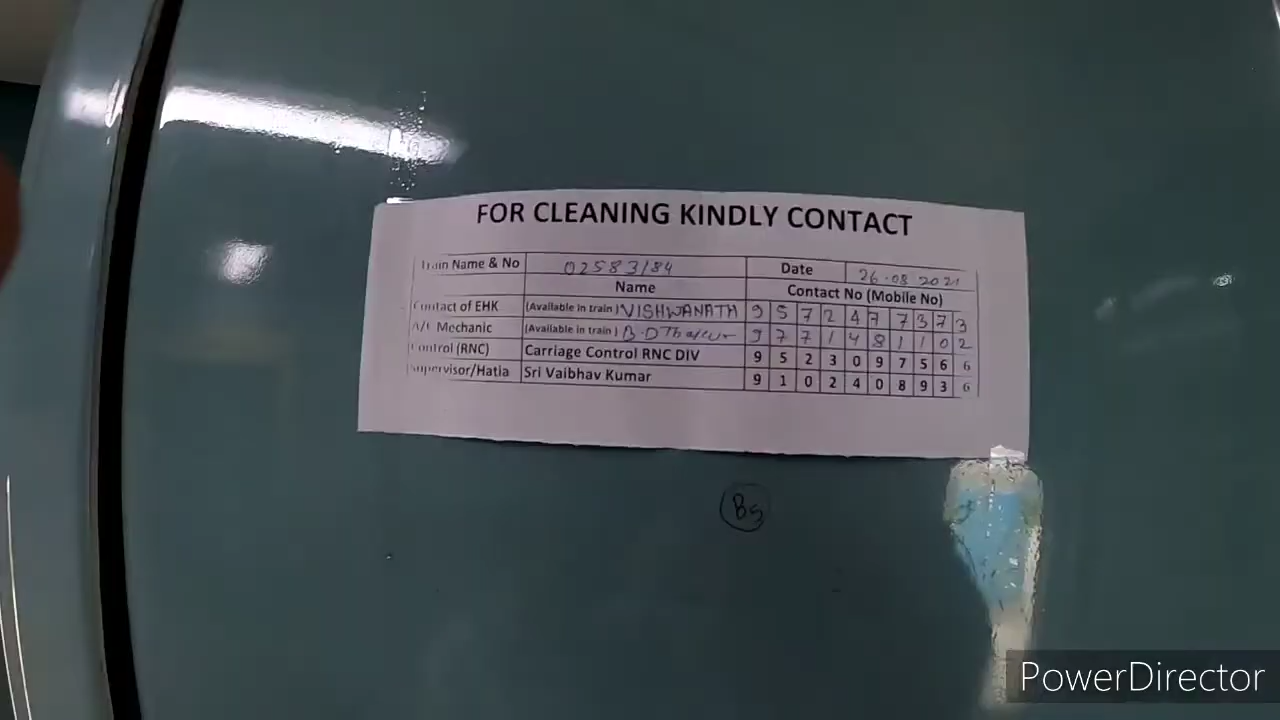 FOR CLEANING KINDLY CONTACT
Train Name & No 02583/84 Date 26.08.2021
Name Contact No (Mobile No)
Contact of EHK (Available in train) VISHWANATH 9572477373
A/C Mechanic (Available in train) B.D Thakur 9771481102
Control (RNC) Carriage Control RNC DIV 9523097566
Supervisor/Hatia Sri Vaibhav Kumar 9102408936
PowerDirector